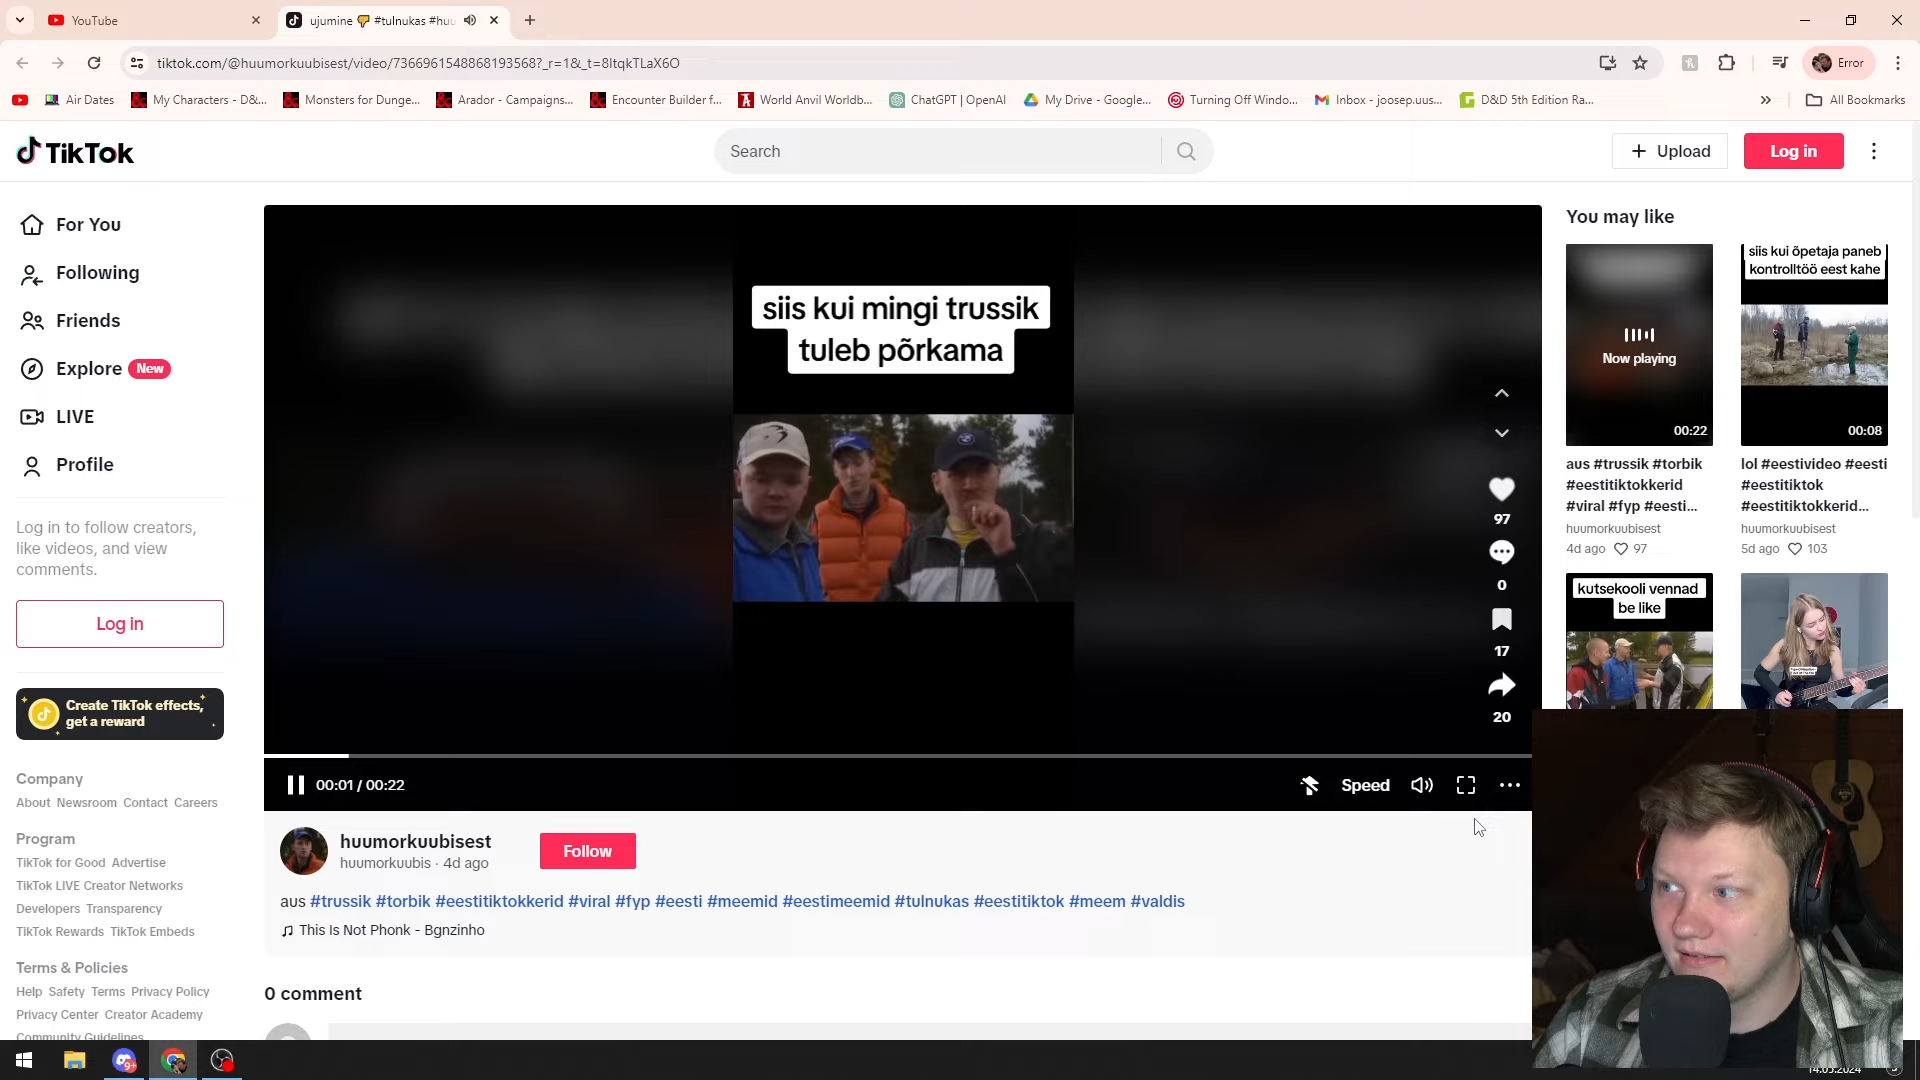 YouTube
ujumine 👎 #tulnukas #huu
tiktok.com/@huumorkuubisest/video/7366961548868193568?_r=1&_t=8ltqkTLaX6O
Error
Air Dates
My Characters - D&...
Monsters for Dunge...
Arador - Campaigns...
Encounter Builder f...
World Anvil Worldb...
ChatGPT | OpenAI
My Drive - Google...
Turning Off Windo...
Inbox - joosep.uus...
D&D 5th Edition Ra...
All Bookmarks
TikTok
Search
Upload
Log in
For You
Following
Friends
Explore New
LIVE
Profile
Log in to follow creators,
like videos, and view
comments.
Log in
Create TikTok effects,
get a reward
Company
About Newsroom Contact Careers
Program
TikTok for Good Advertise
TikTok LIVE Creator Networks
Developers Transparency
TikTok Rewards TikTok Embeds
Terms & Policies
Help Safety Terms Privacy Policy
Privacy Center Creator Academy
Community Guidelines
siis kui mingi trussik
tuleb põrkama
97
0
17
20
00:01 / 00:22
Speed
huumorkuubisest
huumorkuubis · 4d ago
Follow
aus #trussik #torbik #eestitiktokkerid #viral #fyp #eesti #meemid #eestimeemid #tulnukas #eestitiktok #meem #valdis
This Is Not Phonk - Bgnzinho
0 comment
You may like
Now playing
00:22
aus #trussik #torbik
#eestitiktokkerid
#viral #fyp #eesti...
huumorkuubisest
4d ago 97
siis kui õpetaja paneb
kontrolltöö eest kahe
00:08
lol #eestivideo #eesti
#eestitiktok
#eestitiktokkerid...
huumorkuubisest
5d ago 103
kutsekooli vennad
be like
9+
14.05.2024